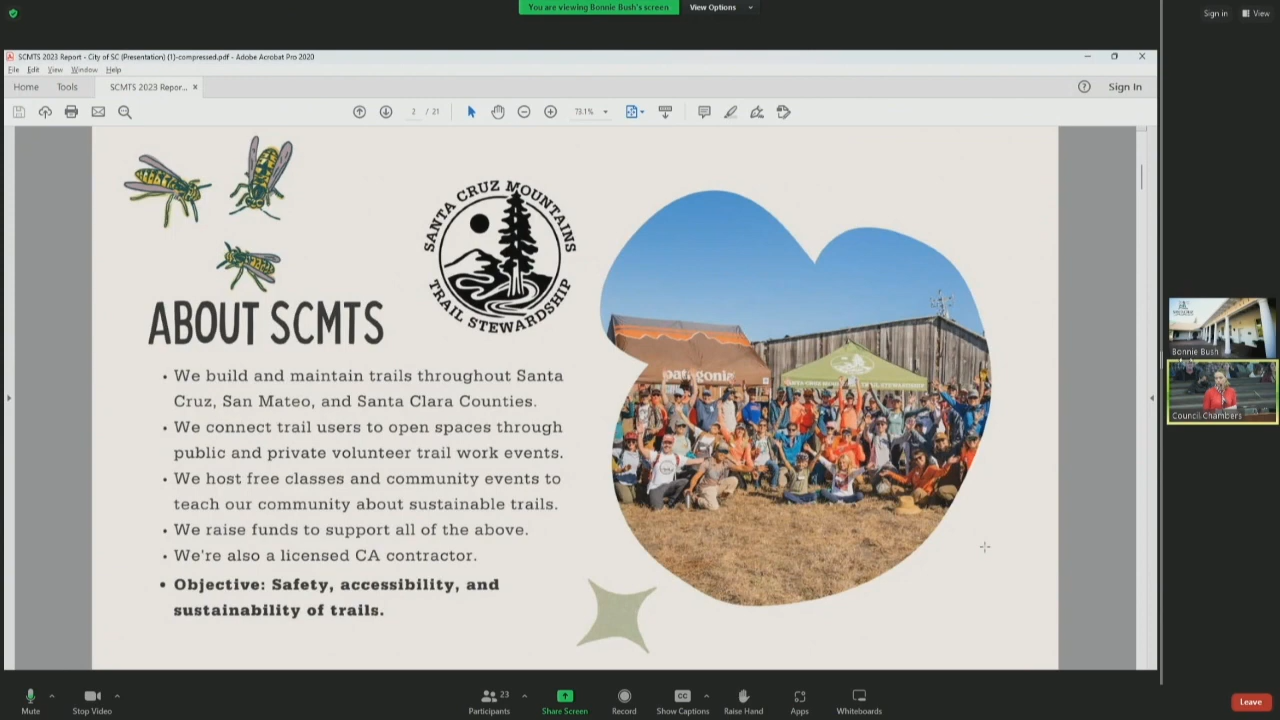 You are viewing Bonnie Bush's screen
View Options
Sign in
View
SCMTS 2023 Report - City of SC (Presentation) (1)-compressed.pdf - Adobe Acrobat Pro 2020
File Edit View Window Help
Home Tools SCMTS 2023 Repor... × Sign In
2 / 21 73.1%
SANTA CRUZ MOUNTAINS
TRAIL STEWARDSHIP
ABOUT SCMTS
• We build and maintain trails throughout Santa
Cruz, San Mateo, and Santa Clara Counties.
• We connect trail users to open spaces through
public and private volunteer trail work events.
• We host free classes and community events to
teach our community about sustainable trails.
• We raise funds to support all of the above.
• We're also a licensed CA contractor.
• Objective: Safety, accessibility, and
sustainability of trails.
patagonia
SANTA CRUZ MOUNTAINS TRAIL STEWARDSHIP
Bonnie Bush
Council Chambers
Mute
Stop Video
Participants
23
Share Screen
Record
Show Captions
Raise Hand
Apps
Whiteboards
Leave